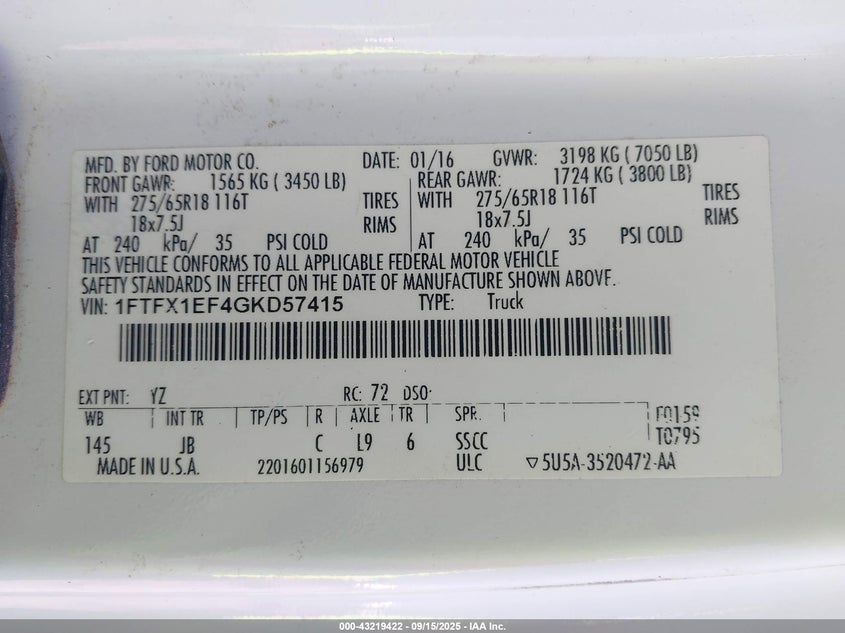 MFD. BY FORD MOTOR CO. DATE: 01/16 GVWR: 3198 KG ( 7050 LB)
FRONT GAWR: 1565 KG ( 3450 LB) REAR GAWR: 1724 KG ( 3800 LB)
WITH 275/65R18 116T TIRES WITH 275/65R18 116T TIRES
18x7.5J RIMS 18x7.5J RIMS
AT 240 kPa/ 35 PSI COLD AT 240 kPa/ 35 PSI COLD
THIS VEHICLE CONFORMS TO ALL APPLICABLE FEDERAL MOTOR VEHICLE
SAFETY STANDARDS IN EFFECT ON THE DATE OF MANUFACTURE SHOWN ABOVE.
VIN: 1FTFX1EF4GKD57415 TYPE: Truck
EXT PNT: YZ RC: 72 DSO:
WB INT TR TP/PS R AXLE TR SPR. F0159
145 JB C L9 6 SSCC T0795
MADE IN U.S.A. 2201601156979 ULC ▽5U5A-3520472-AA
000-43219422 - 09/15/2025 - IAA Inc.